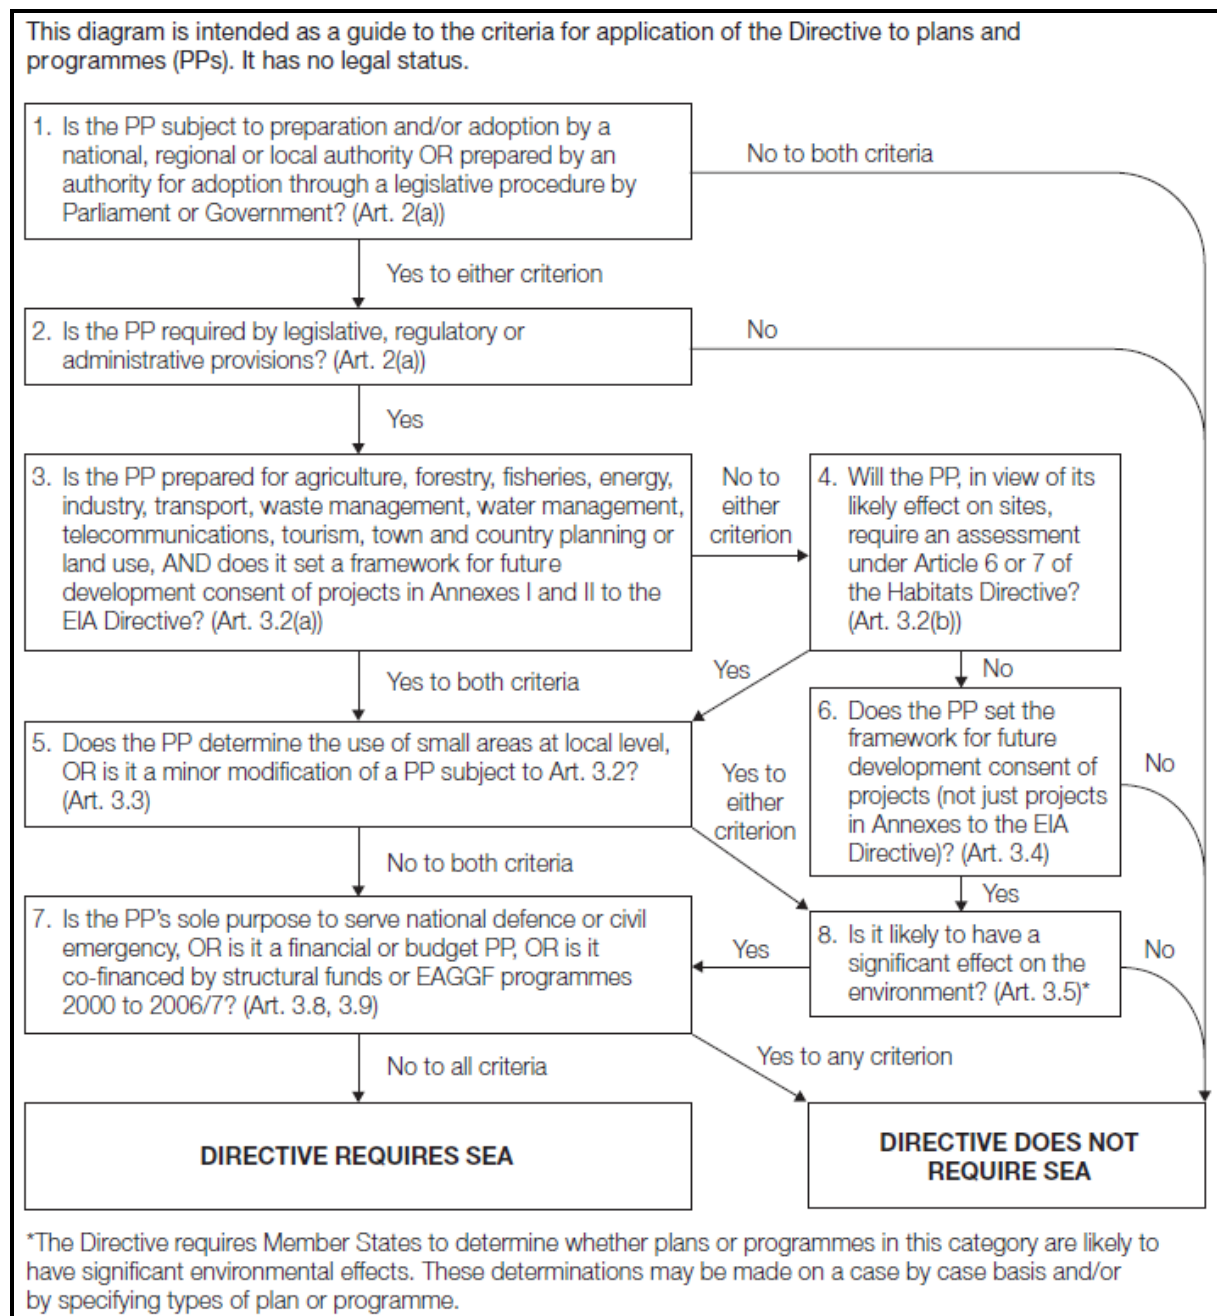 This diagram is intended as a guide to the criteria for application of the Directive to plans and
programmes (PPs). It has no legal status.
1. Is the PP subject to preparation and/or adoption by a
national, regional or local authority OR prepared by an
authority for adoption through a legislative procedure by
Parliament or Government? (Art. 2(a))
No to both criteria
Yes to either criterion
2. Is the PP required by legislative, regulatory or
administrative provisions? (Art. 2(a))
No
Yes
3. Is the PP prepared for agriculture, forestry, fisheries, energy,
industry, transport, waste management, water management,
telecommunications, tourism, town and country planning or
land use, AND does it set a framework for future
development consent of projects in Annexes I and II to the
EIA Directive? (Art. 3.2(a))
No to
either
criterion
4. Will the PP, in view of its
likely effect on sites,
require an assessment
under Article 6 or 7 of
the Habitats Directive?
(Art. 3.2(b))
Yes to both criteria
Yes
No
5. Does the PP determine the use of small areas at local level,
OR is it a minor modification of a PP subject to Art. 3.2?
(Art. 3.3)
Yes to
either
criterion
6. Does the PP set the
framework for future
development consent of
projects (not just projects
in Annexes to the EIA
Directive)? (Art. 3.4)
No
No to both criteria
Yes
7. Is the PP's sole purpose to serve national defence or civil
emergency, OR is it a financial or budget PP, OR is it
co-financed by structural funds or EAGGF programmes
2000 to 2006/7? (Art. 3.8, 3.9)
Yes
8. Is it likely to have a
significant effect on the
environment? (Art. 3.5)*
No
No to all criteria
Yes to any criterion
DIRECTIVE REQUIRES SEA
DIRECTIVE DOES NOT
REQUIRE SEA
*The Directive requires Member States to determine whether plans or programmes in this category are likely to
have significant environmental effects. These determinations may be made on a case by case basis and/or
by specifying types of plan or programme.